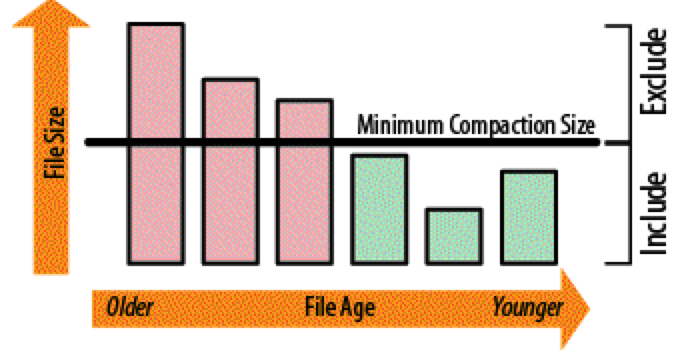 File Size
Minimum Compaction Size
Exclude
Include
Older
File Age
Younger